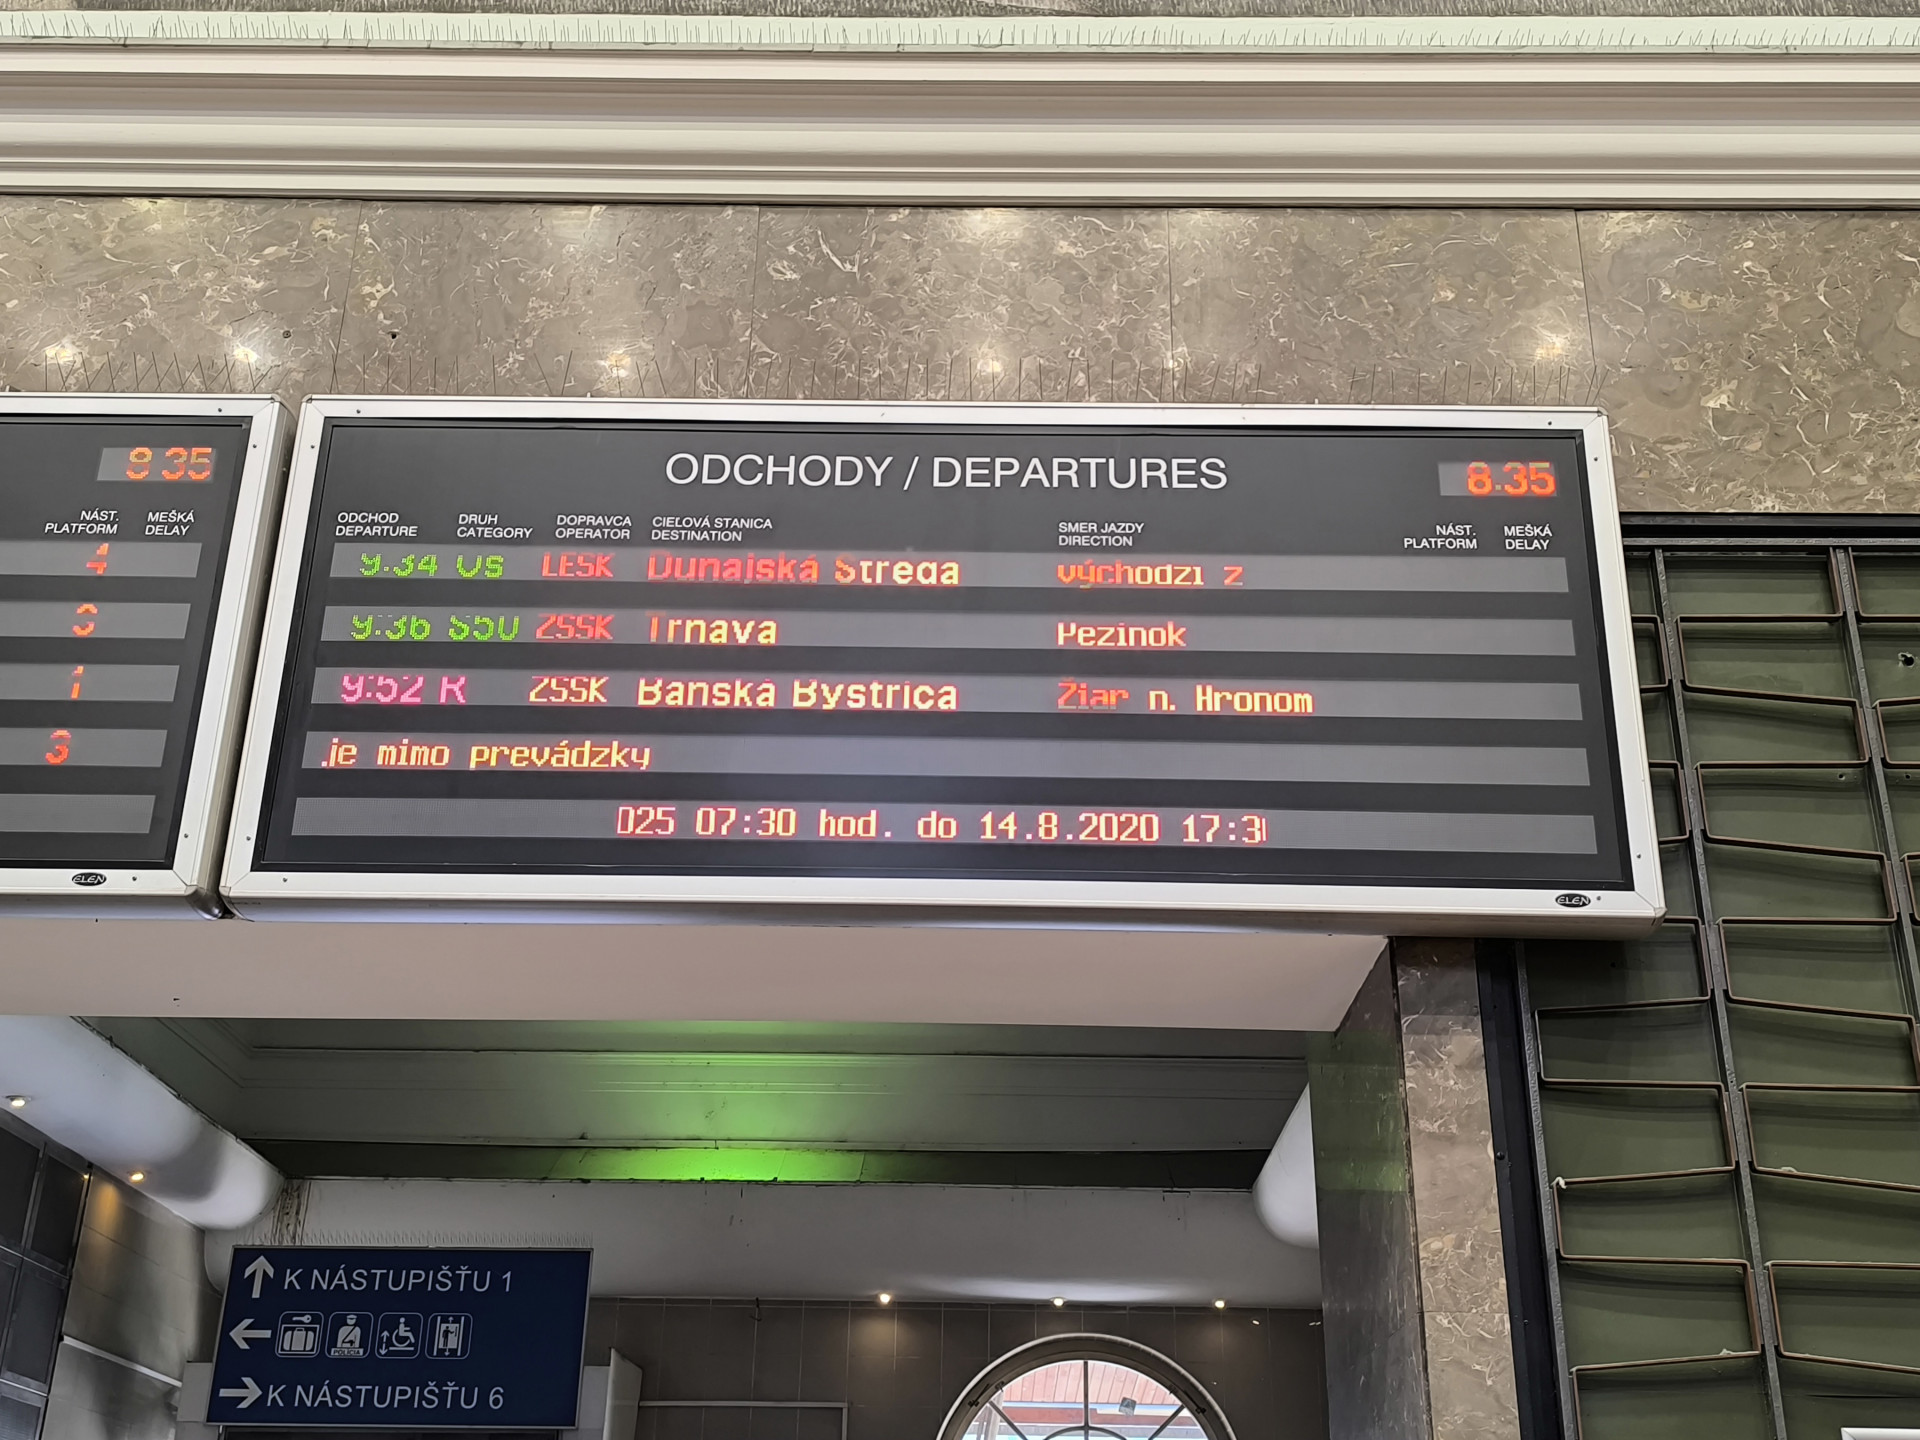 8 35
NÁST. MEŠKÁ
PLATFORM DELAY
4
3
1
3
ELEN
ODCHODY / DEPARTURES 8.35
ODCHOD DRUH DOPRAVCA CIEĽOVÁ STANICA SMER JAZDY NÁST. MEŠKÁ
DEPARTURE CATEGORY OPERATOR DESTINATION DIRECTION PLATFORM DELAY
9.34 OS LESK Dunajská Streda východzí z
9:36 S50 ZSSK Trnava Pezinok
9:52 R ZSSK Banská Bystrica Žiar n. Hronom
.je mimo prevádzky
025 07:30 hod. do 14.8.2020 17:3
ELEN
K NÁSTUPIŠŤU 1
POLÍCIA
K NÁSTUPIŠŤU 6